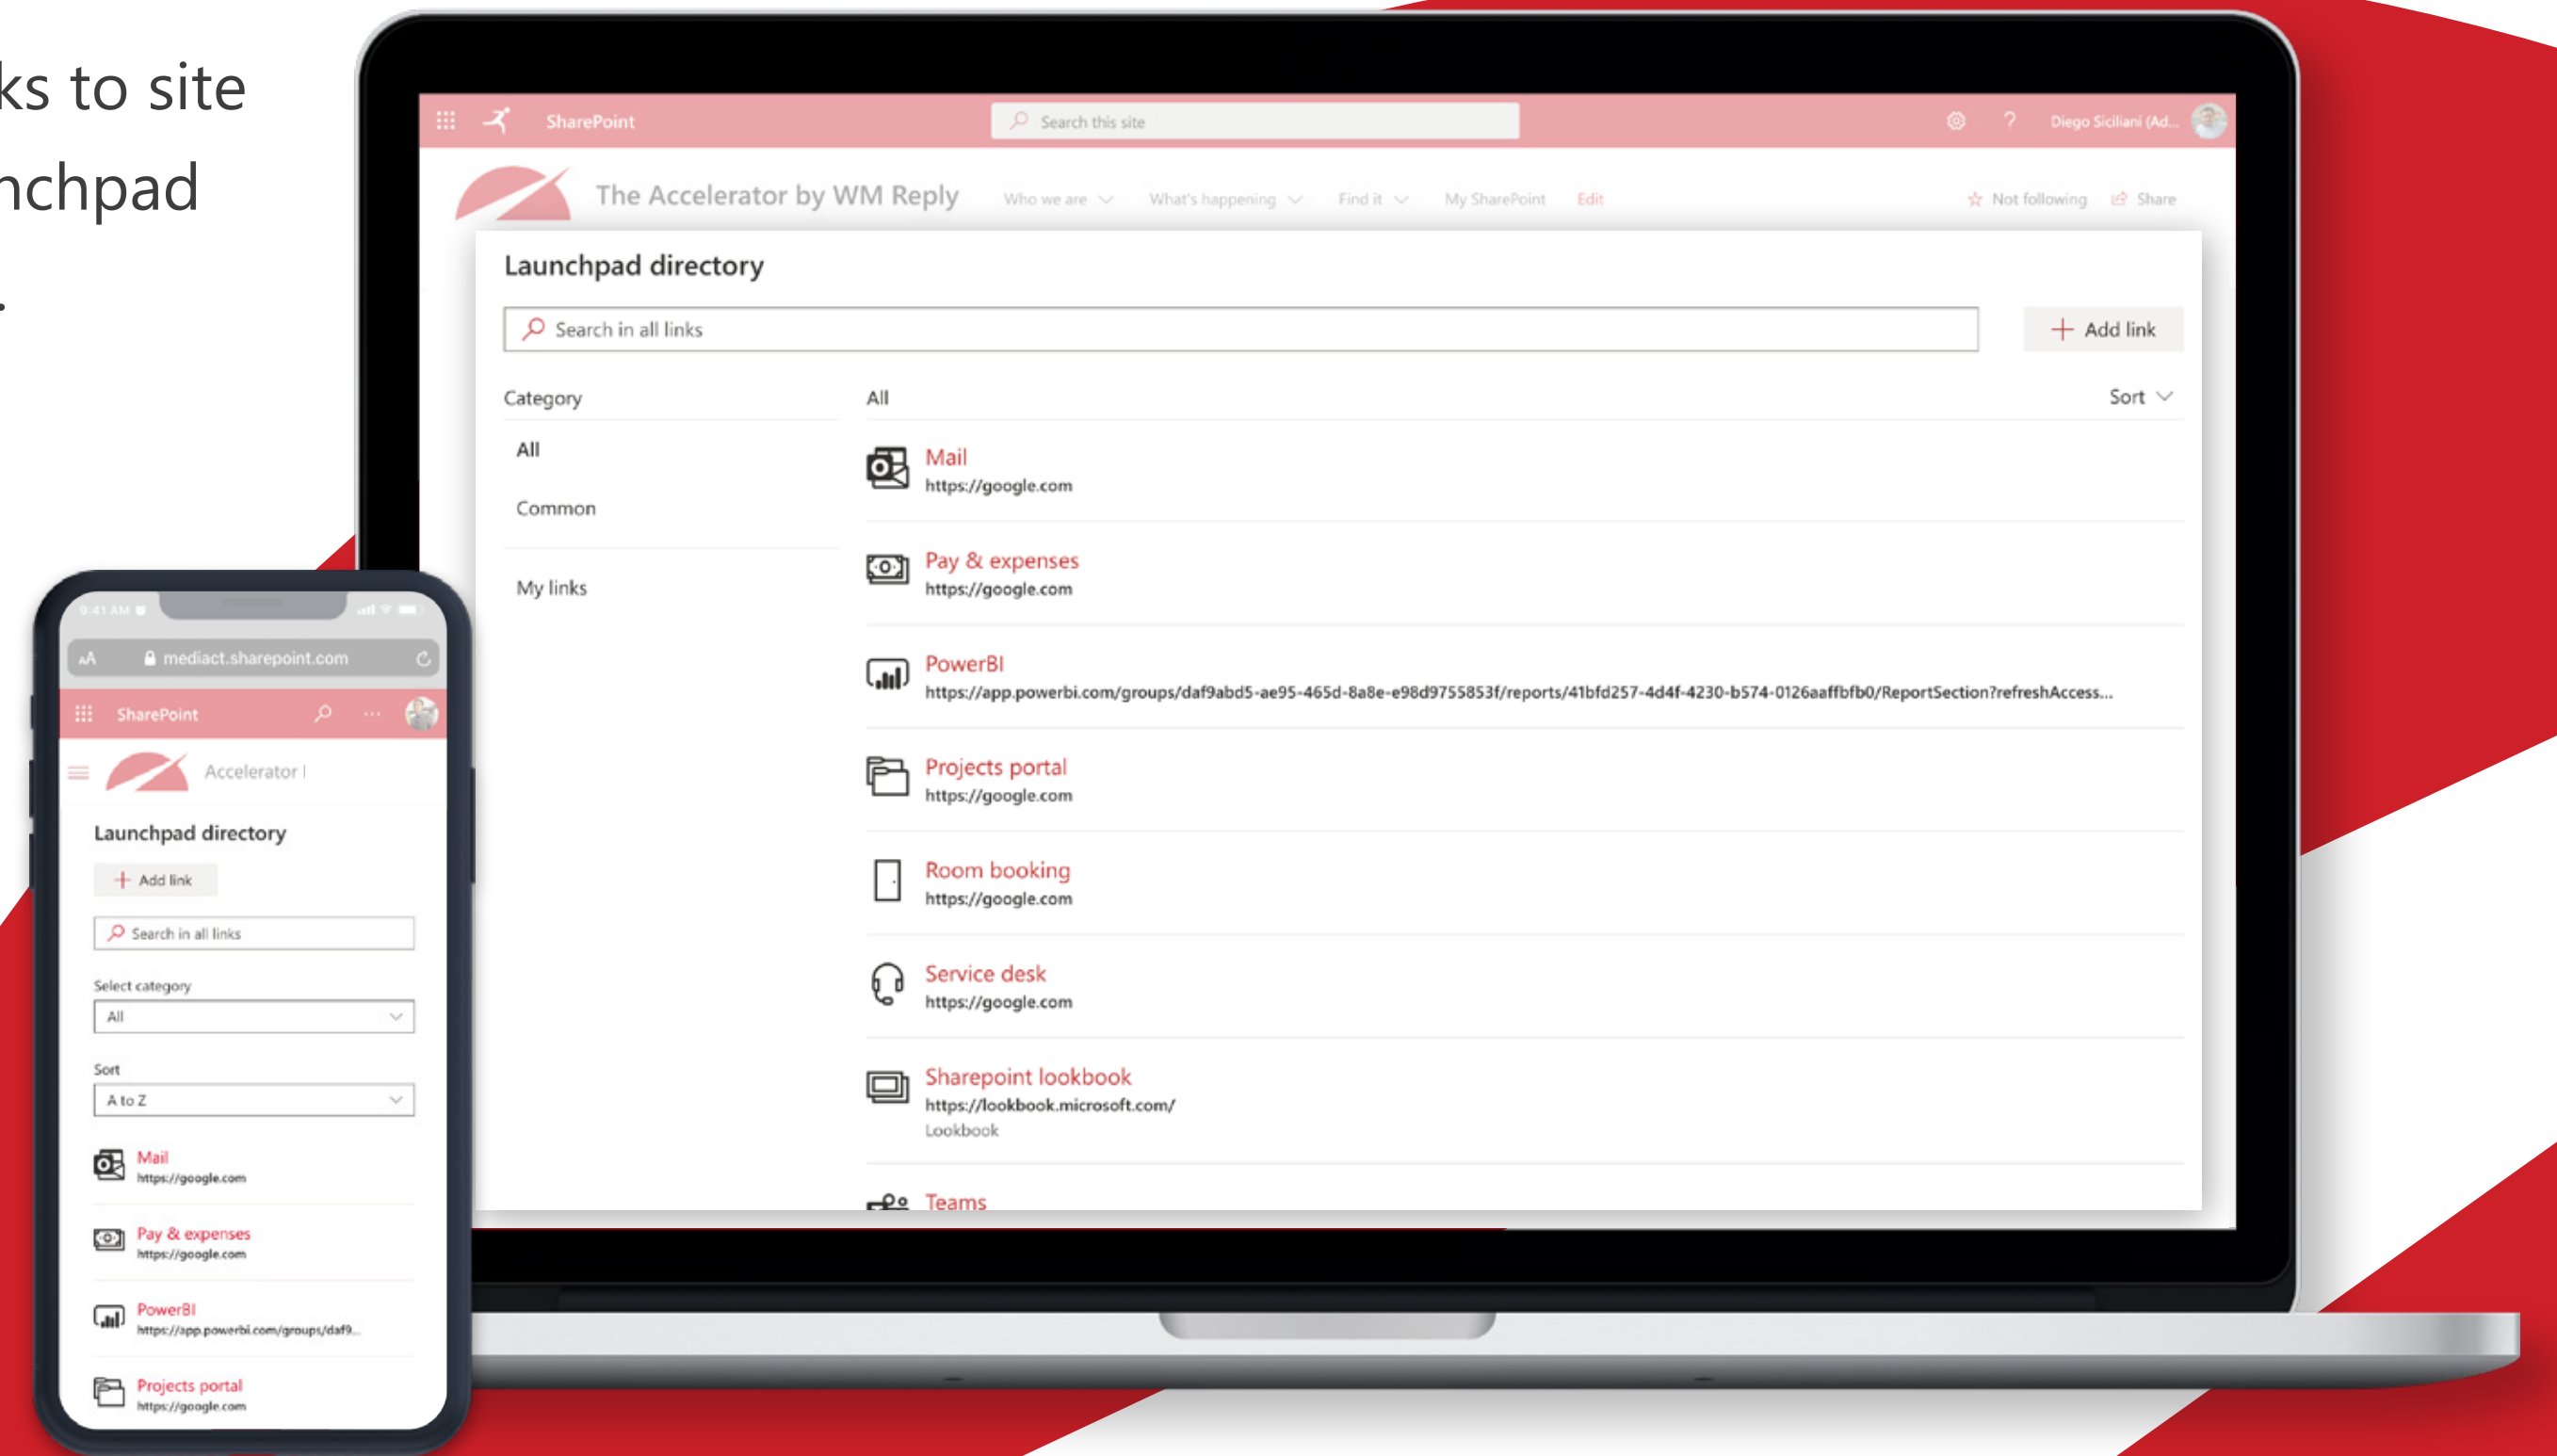 ks to site
nchpad
.
SharePoint
Search this site
? Diego Siciliani (Ad...
The Accelerator by WM Reply
Who we are
What's happening
Find it
My SharePoint
Edit
Not following
Share
Launchpad directory
Search in all links
+ Add link
Category
All
Common
My links
All
Sort
Mail
https://google.com
Pay & expenses
https://google.com
PowerBI
https://app.powerbi.com/groups/daf9abd5-ae95-465d-8a8e-e98d9755853f/reports/41bfd257-4d4f-4230-b574-0126aaffbfb0/ReportSection?refreshAccess...
Projects portal
https://google.com
Room booking
https://google.com
Service desk
https://google.com
Sharepoint lookbook
https://lookbook.microsoft.com/
Lookbook
Teams
9:41 AM
AA mediact.sharepoint.com
SharePoint ...
Accelerator
Launchpad directory
+ Add link
Search in all links
Select category
All
Sort
A to Z
Mail
https://google.com
Pay & expenses
https://google.com
PowerBI
https://app.powerbi.com/groups/daf9...
Projects portal
https://google.com